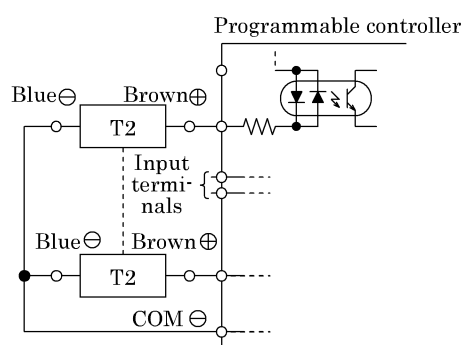 Programmable controller
Blue⊖ Brown⊕
T2
Input
termi-
nals
Blue⊖ Brown⊕
T2
COM ⊖